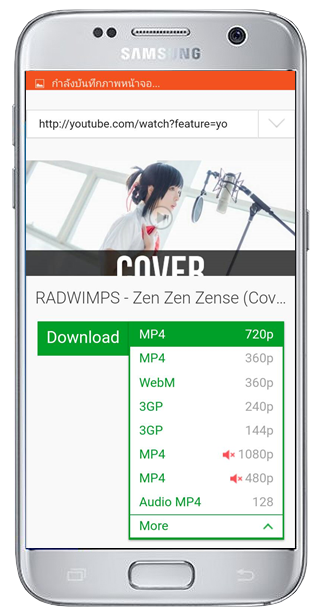 SAMSUNG
กำลังบันทึกภาพหน้าจอ...
http://youtube.com/watch?feature=yo
COVER
RADWIMPS - Zen Zen Zense (Cov...
Download
MP4 720p
MP4 360p
WebM 360p
3GP 240p
3GP 144p
MP4 1080p
MP4 480p
Audio MP4 128
More